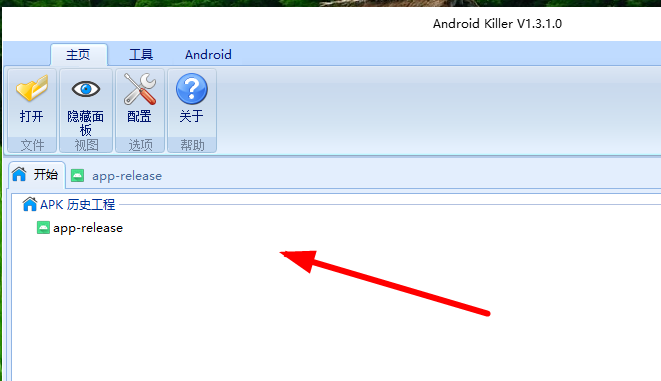 Android Killer V1.3.1.0
主页 工具 Android
打开 隐藏面板 配置 关于
文件 视图 选项 帮助
开始 app-release
APK 历史工程
app-release